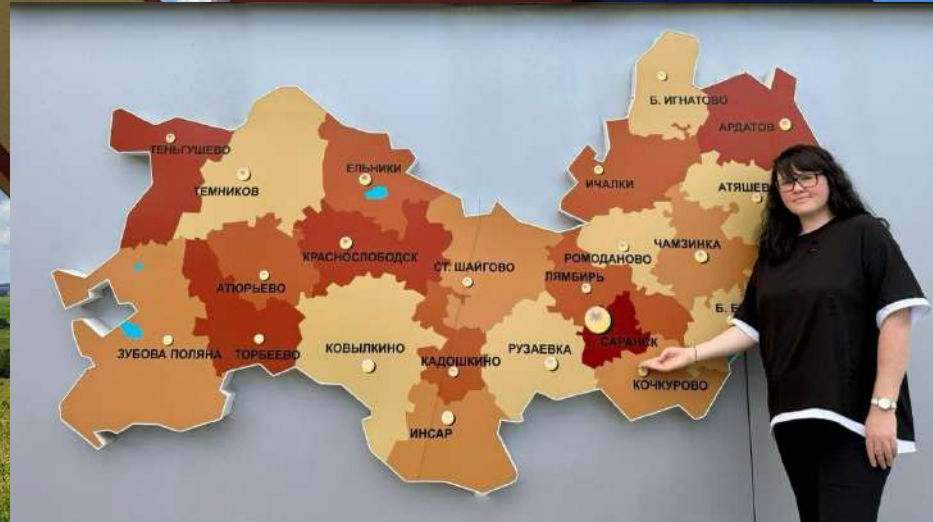 Б. ИГНАТОВО
АРДАТОВ
ТЕНЬГУШЕВО
ЕЛЬНИКИ
ТЕМНИКОВ
ИЧАЛКИ
АТЯШЕВ
КРАСНОСЛОБОДСК
ЧАМЗИНКА
РОМОДАНОВО
СТ. ШАЙГОВО
ЛЯМБИРЬ
АТЮРЬЕВО
Б.
САРАНСК
ЗУБОВА ПОЛЯНА
ТОРБЕЕВО
КОВЫЛКИНО
КАДОШКИНО
РУЗАЕВКА
КОЧКУРОВО
ИНСАР